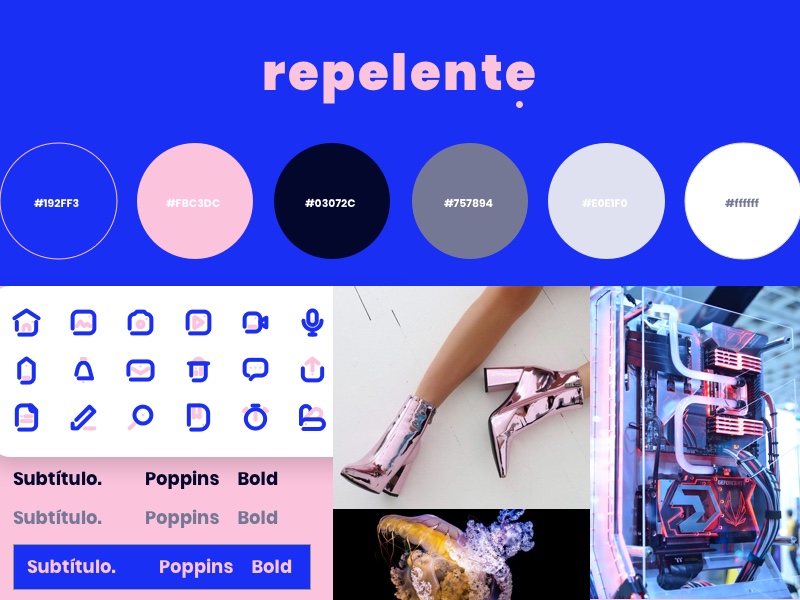 repelente
#192FF3
#FBC3DC
#03072C
#757894
#E0E1F0
#ffffff
Subtítulo. Poppins Bold
Subtítulo. Poppins Bold
Subtítulo. Poppins Bold